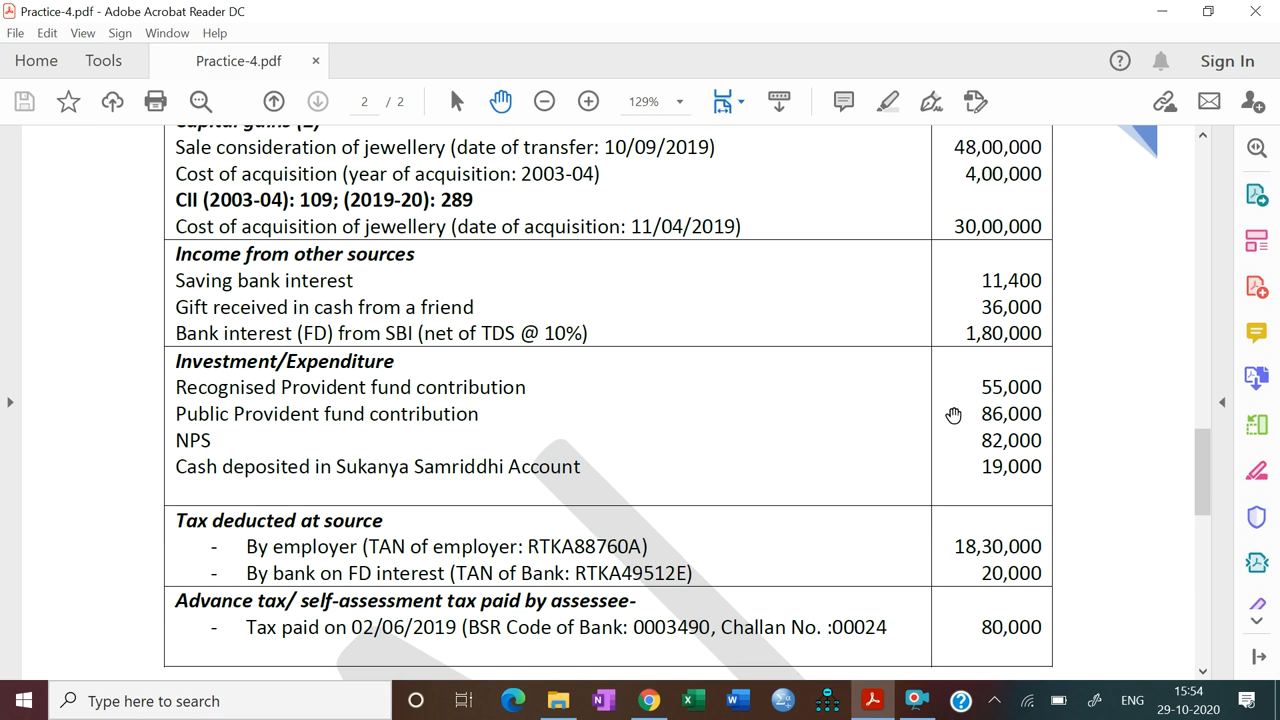 Practice-4.pdf - Adobe Acrobat Reader DC
File Edit View Sign Window Help
Home Tools Practice-4.pdf × Sign In
2 / 2 129%
Capital gains (2)
Sale consideration of jewellery (date of transfer: 10/09/2019) 48,00,000
Cost of acquisition (year of acquisition: 2003-04) 4,00,000
CII (2003-04): 109; (2019-20): 289
Cost of acquisition of jewellery (date of acquisition: 11/04/2019) 30,00,000
Income from other sources
Saving bank interest 11,400
Gift received in cash from a friend 36,000
Bank interest (FD) from SBI (net of TDS @ 10%) 1,80,000
Investment/Expenditure
Recognised Provident fund contribution 55,000
Public Provident fund contribution 86,000
NPS 82,000
Cash deposited in Sukanya Samriddhi Account 19,000
Tax deducted at source
- By employer (TAN of employer: RTKA88760A) 18,30,000
- By bank on FD interest (TAN of Bank: RTKA49512E) 20,000
Advance tax/ self-assessment tax paid by assessee-
- Tax paid on 02/06/2019 (BSR Code of Bank: 0003490, Challan No. :00024 80,000
Type here to search ENG 15:54
29-10-2020